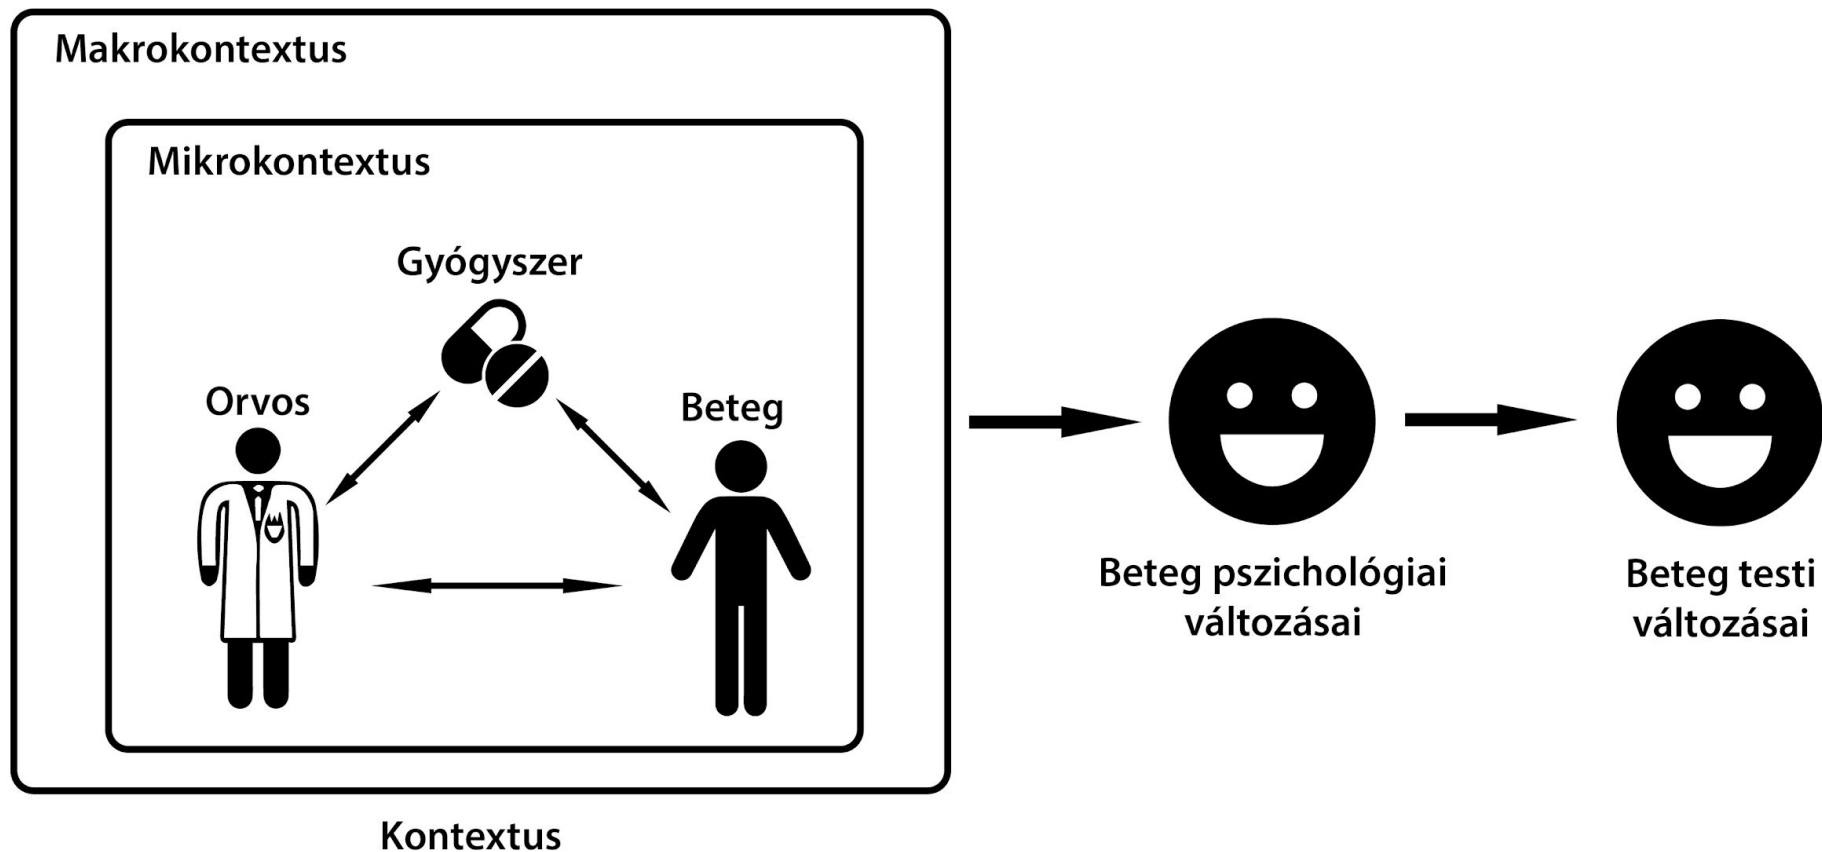 Makrokontextus
Mikrokontextus
Gyógyszer
Orvos
Beteg
Beteg pszichológiai
változásai
Beteg testi
változásai
Kontextus